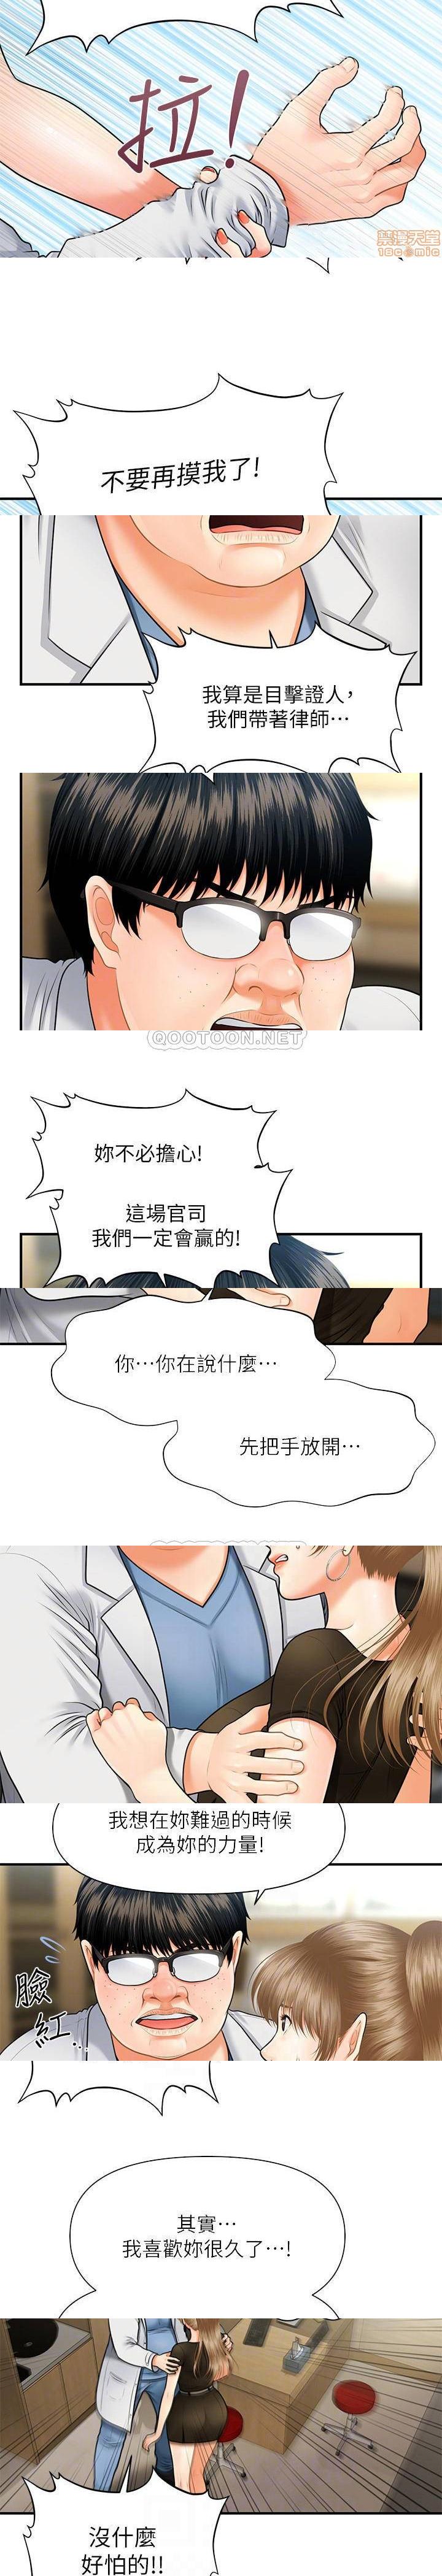 拉!
禁漫天堂
18comic
不要再摸我了!
我算是目擊證人，
我們帶著律師…
QOOTOON.NET
妳不必擔心!
這場官司
我們一定會贏的!
你…你在說什麼…
先把手放開…
我想在妳難過的時候
成為妳的力量!
臉紅…
其實…
我喜歡妳很久了…!
沒什麼
好怕的!!